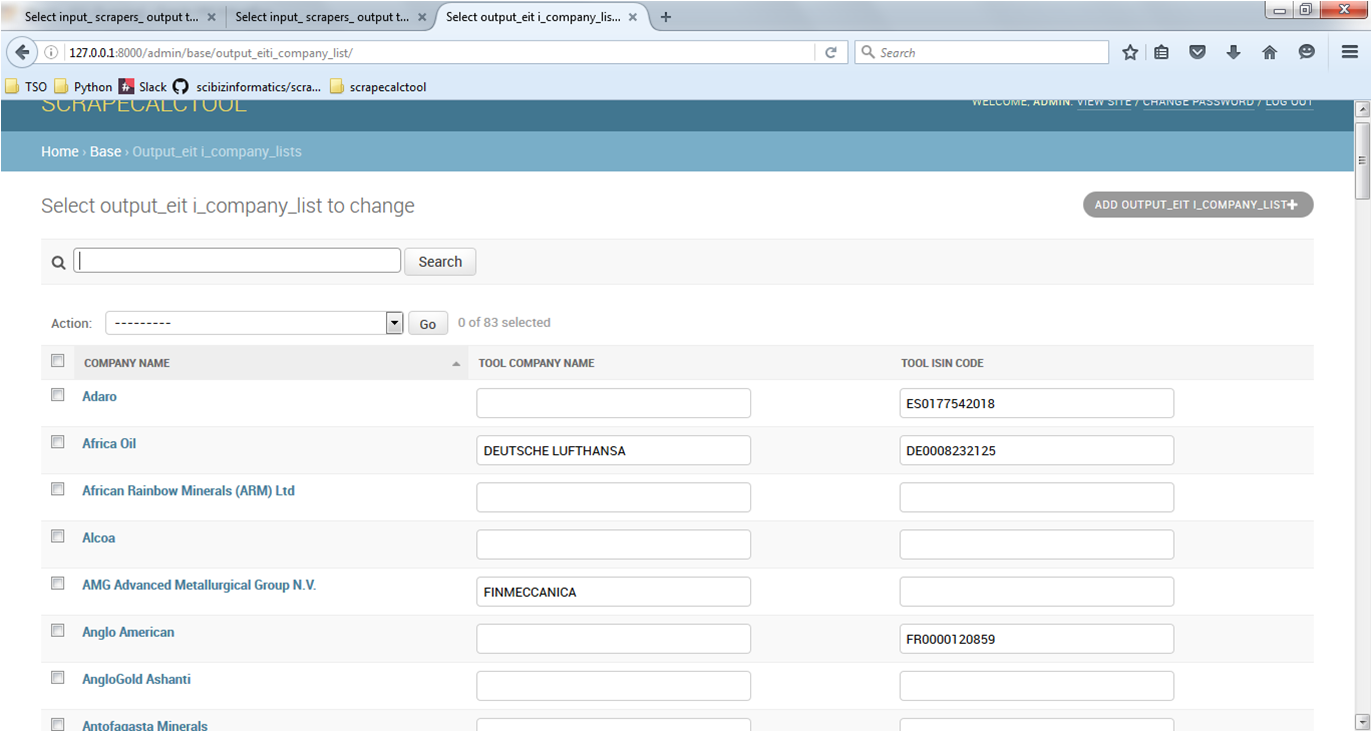 Select input_ scrapers_ output t...
Select input_ scrapers_ output t...
Select output_eit i_company_lis...
127.0.0.1:8000/admin/base/output_eiti_company_list/
Search
TSO
Python
Slack
scibizinformatics/scra...
scrapecalctool
SCRAPECALCTOOL
WELCOME, ADMIN. VIEW SITE / CHANGE PASSWORD / LOG OUT
Home › Base › Output_eit i_company_lists
Select output_eit i_company_list to change
ADD OUTPUT_EIT I_COMPANY_LIST
Search
Action: --------- Go 0 of 83 selected
COMPANY NAME TOOL COMPANY NAME TOOL ISIN CODE
Adaro ES0177542018
Africa Oil DEUTSCHE LUFTHANSA DE0008232125
African Rainbow Minerals (ARM) Ltd
Alcoa
AMG Advanced Metallurgical Group N.V. FINMECCANICA
Anglo American FR0000120859
AngloGold Ashanti
Antofagasta Minerals